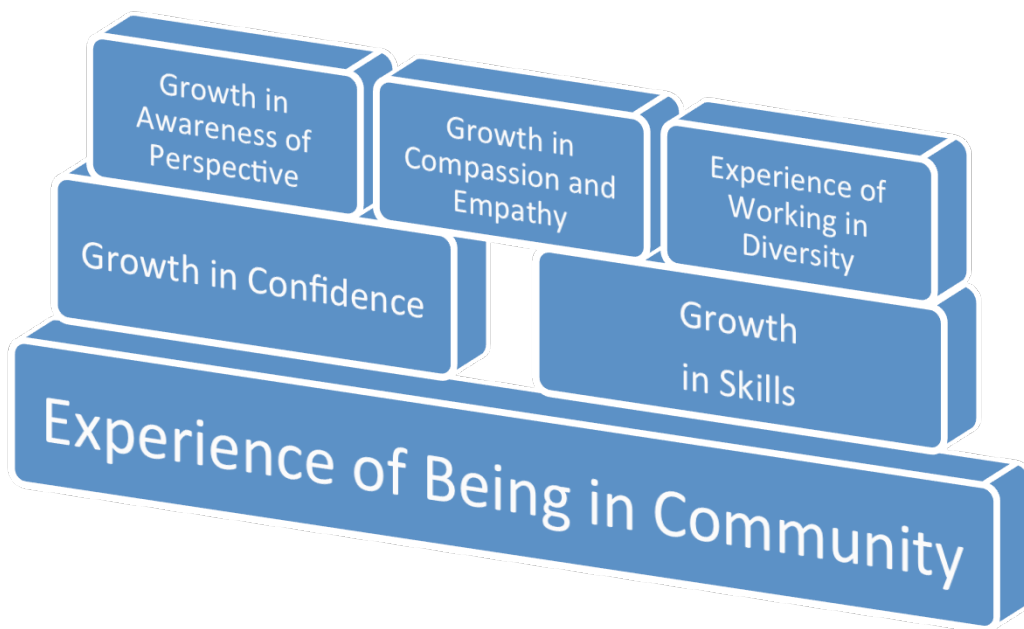 Growth in
Awareness of
Perspective
Growth in
Compassion and
Empathy
Experience of
Working in
Diversity
Growth in Confidence
Growth
in Skills
Experience of Being in Community